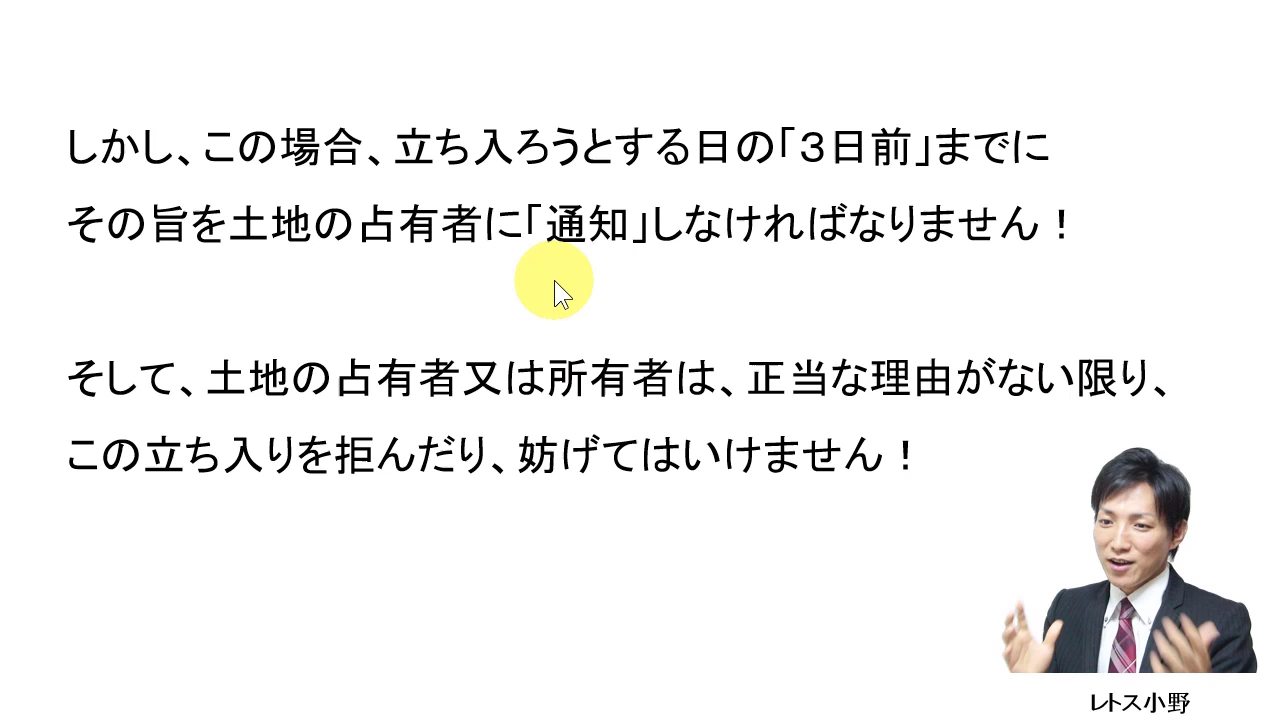 しかし、この場合、立ち入ろうとする日の「３日前」までに
その旨を土地の占有者に「通知」しなければなりません！
そして、土地の占有者又は所有者は、正当な理由がない限り、
この立ち入りを拒んだり、妨げてはいけません！
レトス小野